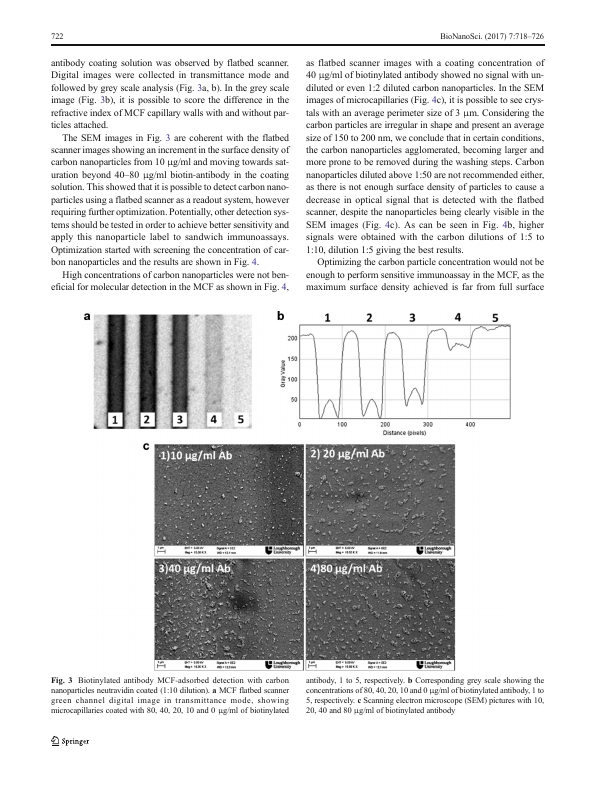 722
BioNanoSci. (2017) 7:718–726
antibody coating solution was observed by flatbed scanner.
Digital images were collected in transmittance mode and
followed by grey scale analysis (Fig. 3a, b). In the grey scale
image (Fig. 3b), it is possible to score the difference in the
refractive index of MCF capillary walls with and without par-
ticles attached.
The SEM images in Fig. 3 are coherent with the flatbed
scanner images showing an increment in the surface density of
carbon nanoparticles from 10 μg/ml and moving towards sat-
uration beyond 40–80 μg/ml biotin-antibody in the coating
solution. This showed that it is possible to detect carbon nano-
particles using a flatbed scanner as a readout system, however
requiring further optimization. Potentially, other detection sys-
tems should be tested in order to achieve better sensitivity and
apply this nanoparticle label to sandwich immunoassays.
Optimization started with screening the concentration of car-
bon nanoparticles and the results are shown in Fig. 4.
High concentrations of carbon nanoparticles were not ben-
eficial for molecular detection in the MCF as shown in Fig. 4,
as flatbed scanner images with a coating concentration of
40 μg/ml of biotinylated antibody showed no signal with un-
diluted or even 1:2 diluted carbon nanoparticles. In the SEM
images of microcapillaries (Fig. 4c), it is possible to see crys-
tals with an average perimeter size of 3 μm. Considering the
carbon particles are irregular in shape and present an average
size of 150 to 200 nm, we conclude that in certain conditions,
the carbon nanoparticles agglomerated, becoming larger and
more prone to be removed during the washing steps. Carbon
nanoparticles diluted above 1:50 are not recommended either,
as there is not enough surface density of particles to cause a
decrease in optical signal that is detected with the flatbed
scanner, despite the nanoparticles being clearly visible in the
SEM images (Fig. 4c). As can be seen in Fig. 4b, higher
signals were obtained with the carbon dilutions of 1:5 to
1:10, dilution 1:5 giving the best results.
Optimizing the carbon particle concentration would not be
enough to perform sensitive immunoassay in the MCF, as the
maximum surface density achieved is far from full surface
a
1 2 3 4 5
b
1 2 3 4 5
200
150
100
50
Gray Value
0 100 200 300 400
Distance (pixels)
c
1)10 μg/ml Ab
2) 20 μg/ml Ab
Loughborough University
Loughborough University
3)40 μg/ml Ab
4)80 μg/ml Ab
Loughborough University
Loughborough University
Fig. 3 Biotinylated antibody MCF-adsorbed detection with carbon
nanoparticles neutravidin coated (1:10 dilution). a MCF flatbed scanner
green channel digital image in transmittance mode, showing
microcapillaries coated with 80, 40, 20, 10 and 0 μg/ml of biotinylated
antibody, 1 to 5, respectively. b Corresponding grey scale showing the
concentrations of 80, 40, 20, 10 and 0 μg/ml of biotinylated antibody, 1 to
5, respectively. c Scanning electron microscope (SEM) pictures with 10,
20, 40 and 80 μg/ml of biotinylated antibody
Springer